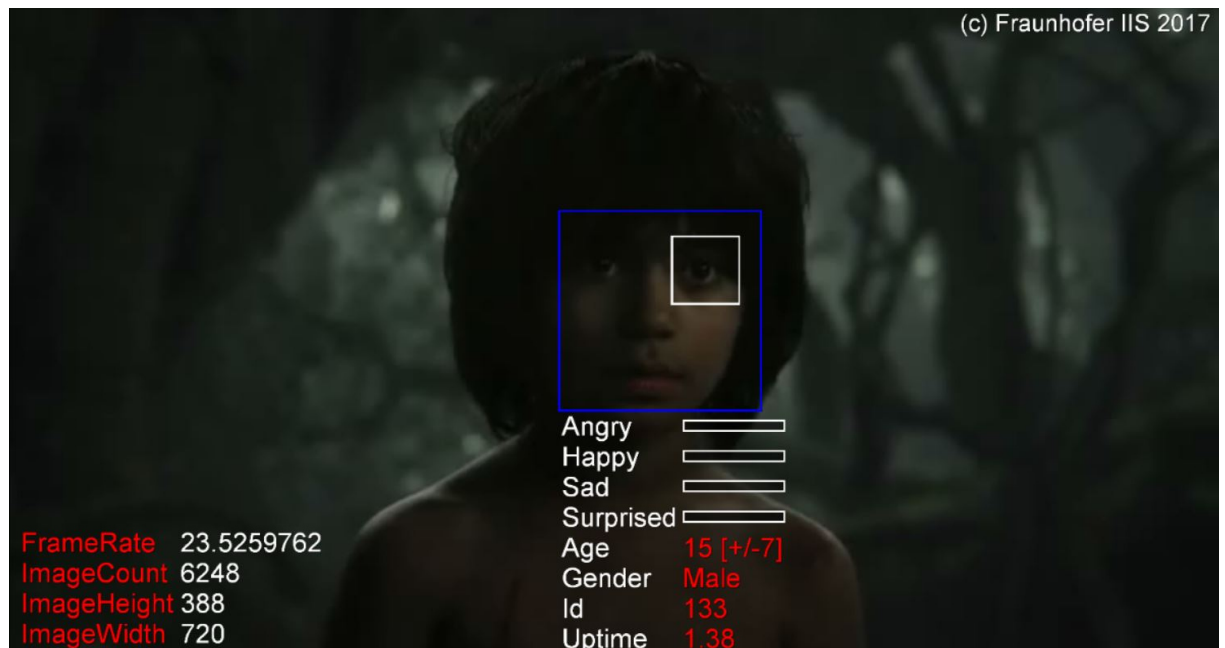 (c) Fraunhofer IIS 2017
Angry
Happy
Sad
Surprised
Age 15 [+/-7]
Gender Male
Id 133
Uptime 1.38
FrameRate 23.5259762
ImageCount 6248
ImageHeight 388
ImageWidth 720